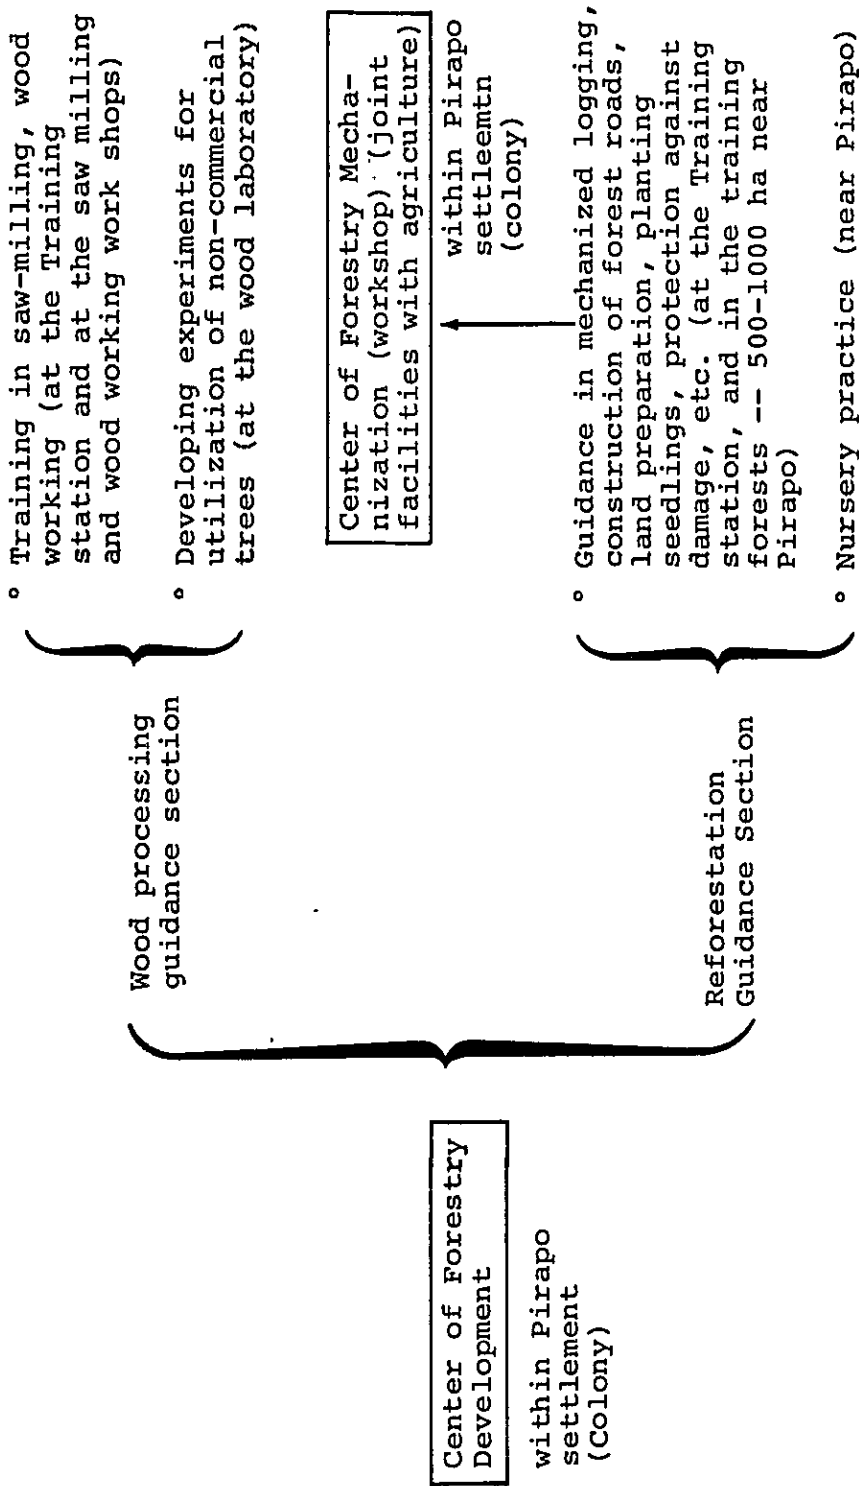 Center of Forestry
Development
within Pirapo
settlement
(Colony)
Wood processing
guidance section
Reforestation
Guidance Section
° Training in saw-milling, wood
working (at the Training
station and at the saw milling
and wood working work shops)
° Developing experiments for
utilization of non-commercial
trees (at the wood laboratory)
Center of Forestry Mecha-
nization (workshop) (joint
facilities with agriculture)
within Pirapo
settleemtn
(colony)
° Guidance in mechanized logging,
construction of forest roads,
land preparation, planting
seedlings, protection against
damage, etc. (at the Training
station, and in the training
forests -- 500-1000 ha near
Pirapo)
° Nursery practice (near Pirapo)